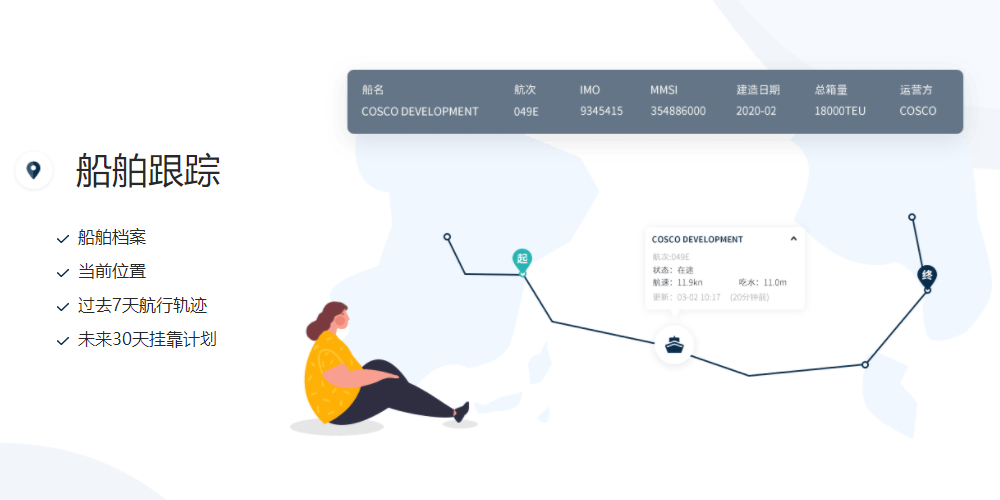 船名 航次 IMO MMSI 建造日期 总箱量 运营方
COSCO DEVELOPMENT 049E 9345415 354886000 2020-02 18000TEU COSCO
船舶跟踪
船舶档案
当前位置
过去7天航行轨迹
未来30天挂靠计划
起
COSCO DEVELOPMENT
航次:049E
状态：在途
航速：11.9kn 吃水：11.0m
更新：03-02 10:17 (20分钟前)
终